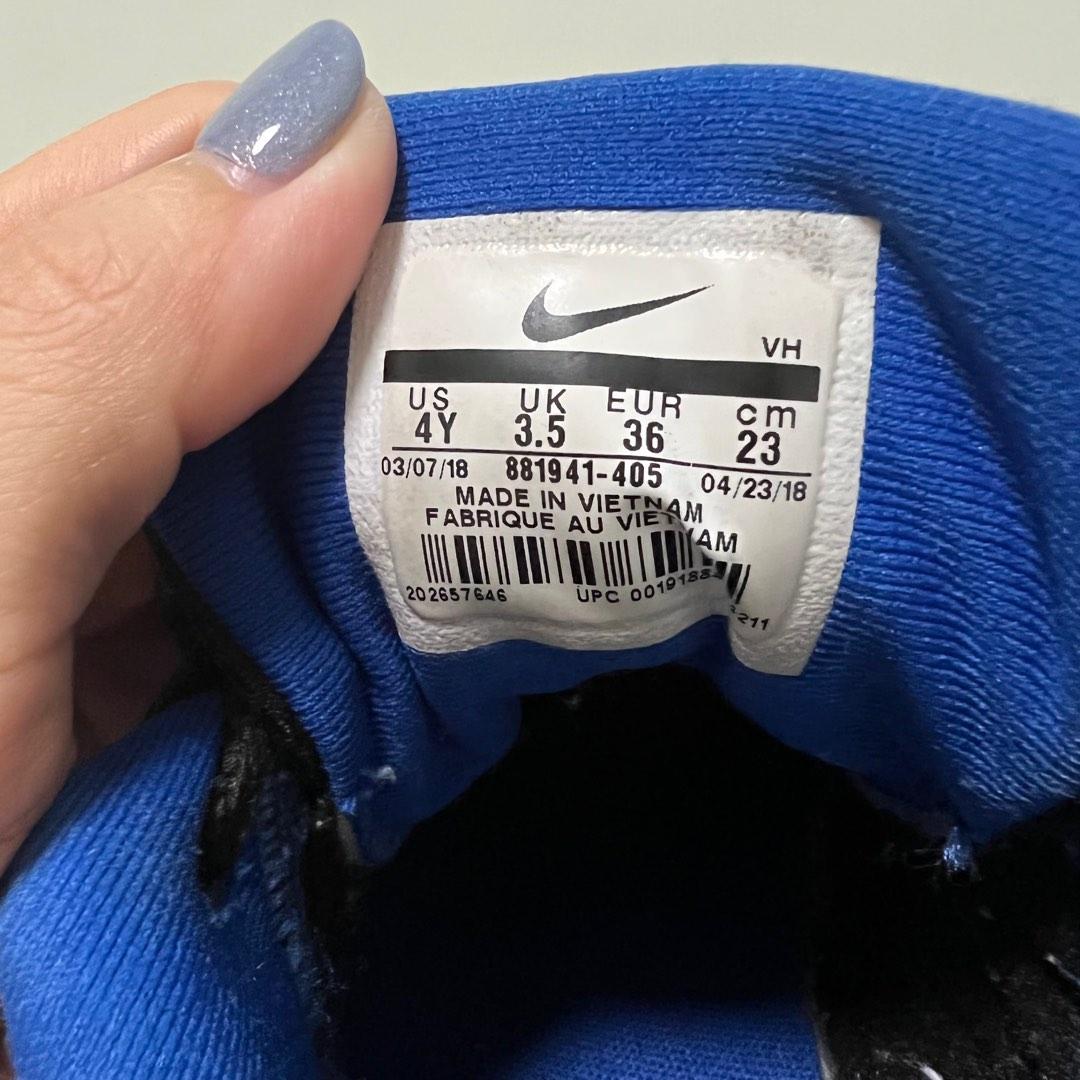 VH
US UK EUR cm
4Y 3.5 36 23
03/07/18 881941-405 04/23/18
MADE IN VIETNAM
FABRIQUE AU VIETNAM
202657646 UPC